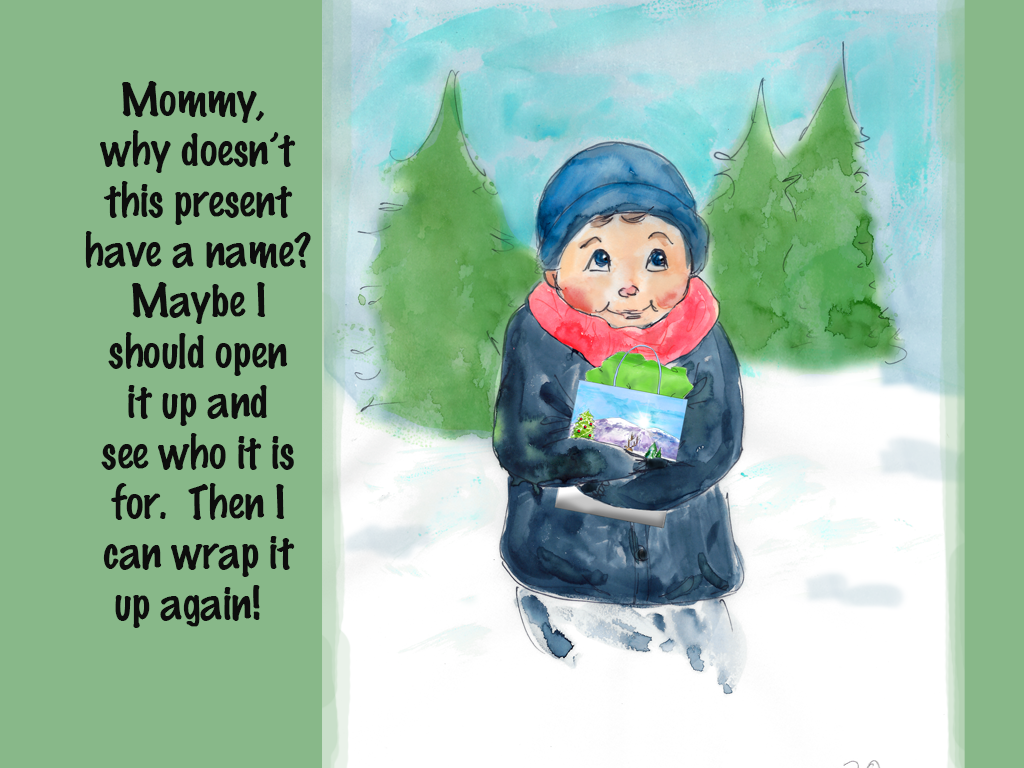 Mommy,
why doesn't
this present
have a name?
Maybe I
should open
it up and
see who it is
for.  Then I
can wrap it
up again!